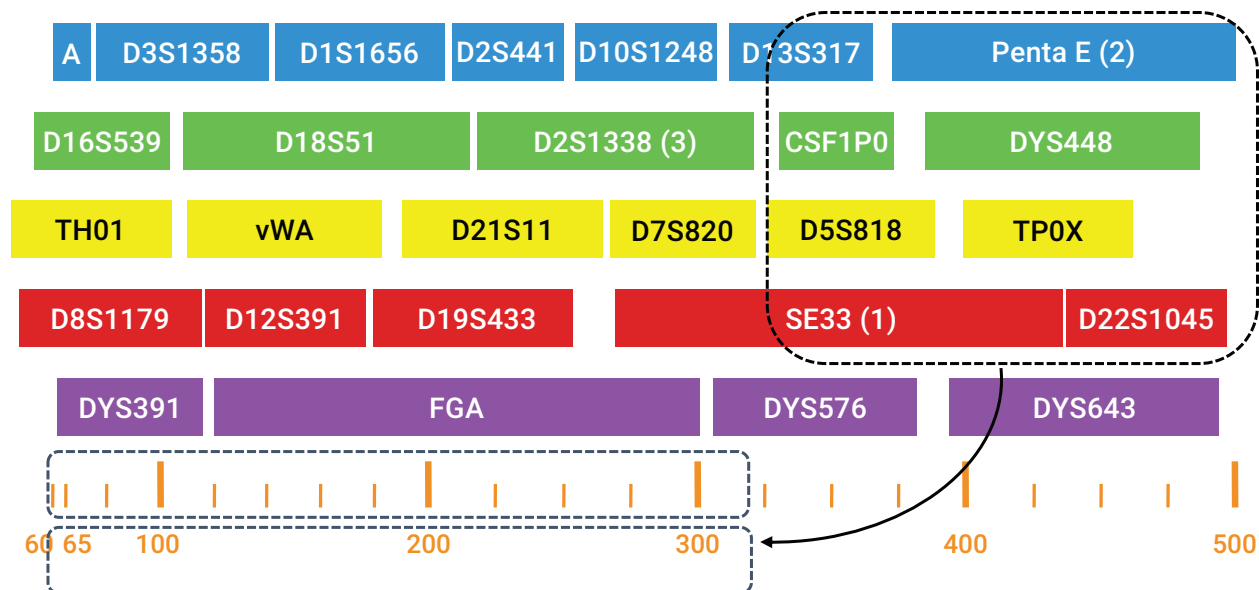 A D3S1358 D1S1656 D2S441 D10S1248 D13S317 Penta E (2)
D16S539 D18S51 D2S1338 (3) CSF1P0 DYS448
TH01 vWA D21S11 D7S820 D5S818 TP0X
D8S1179 D12S391 D19S433 SE33 (1) D22S1045
DYS391 FGA DYS576 DYS643
60 65 100 200 300 400 500